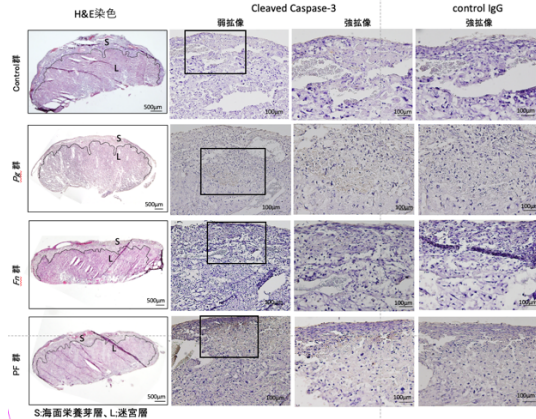 H&E染色
Cleaved Caspase-3
control IgG
弱拡像
強拡像
強拡像
Control群
S
L
500μm
100μm
100μm
100μm
Pg 群
S
L
500μm
100μm
100μm
100μm
Fn 群
S
L
500μm
100μm
100μm
100μm
PF 群
S
L
500μm
100μm
100μm
100μm
S:海面栄養芽層、L;迷宮層